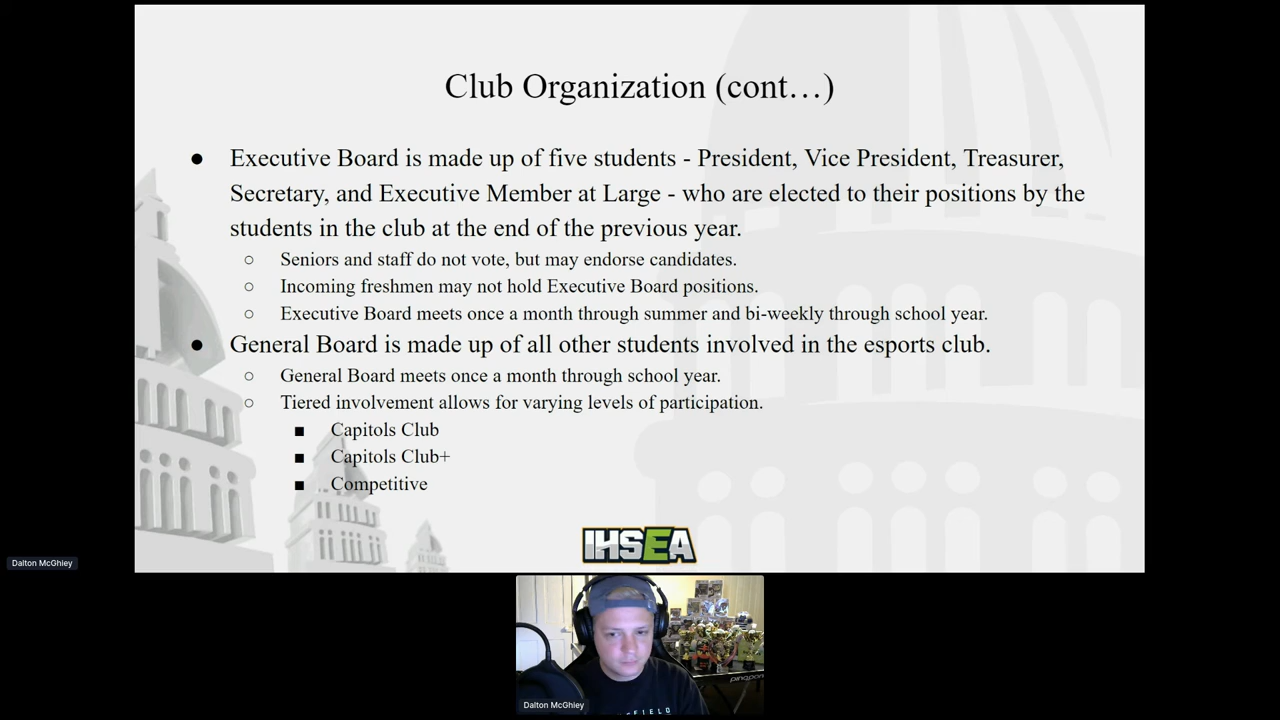 Club Organization (cont…)
● Executive Board is made up of five students - President, Vice President, Treasurer,
Secretary, and Executive Member at Large - who are elected to their positions by the
students in the club at the end of the previous year.
○ Seniors and staff do not vote, but may endorse candidates.
○ Incoming freshmen may not hold Executive Board positions.
○ Executive Board meets once a month through summer and bi-weekly through school year.
● General Board is made up of all other students involved in the esports club.
○ General Board meets once a month through school year.
○ Tiered involvement allows for varying levels of participation.
■ Capitols Club
■ Capitols Club+
■ Competitive
IHSEA
Dalton McGhley
Dalton McGhley